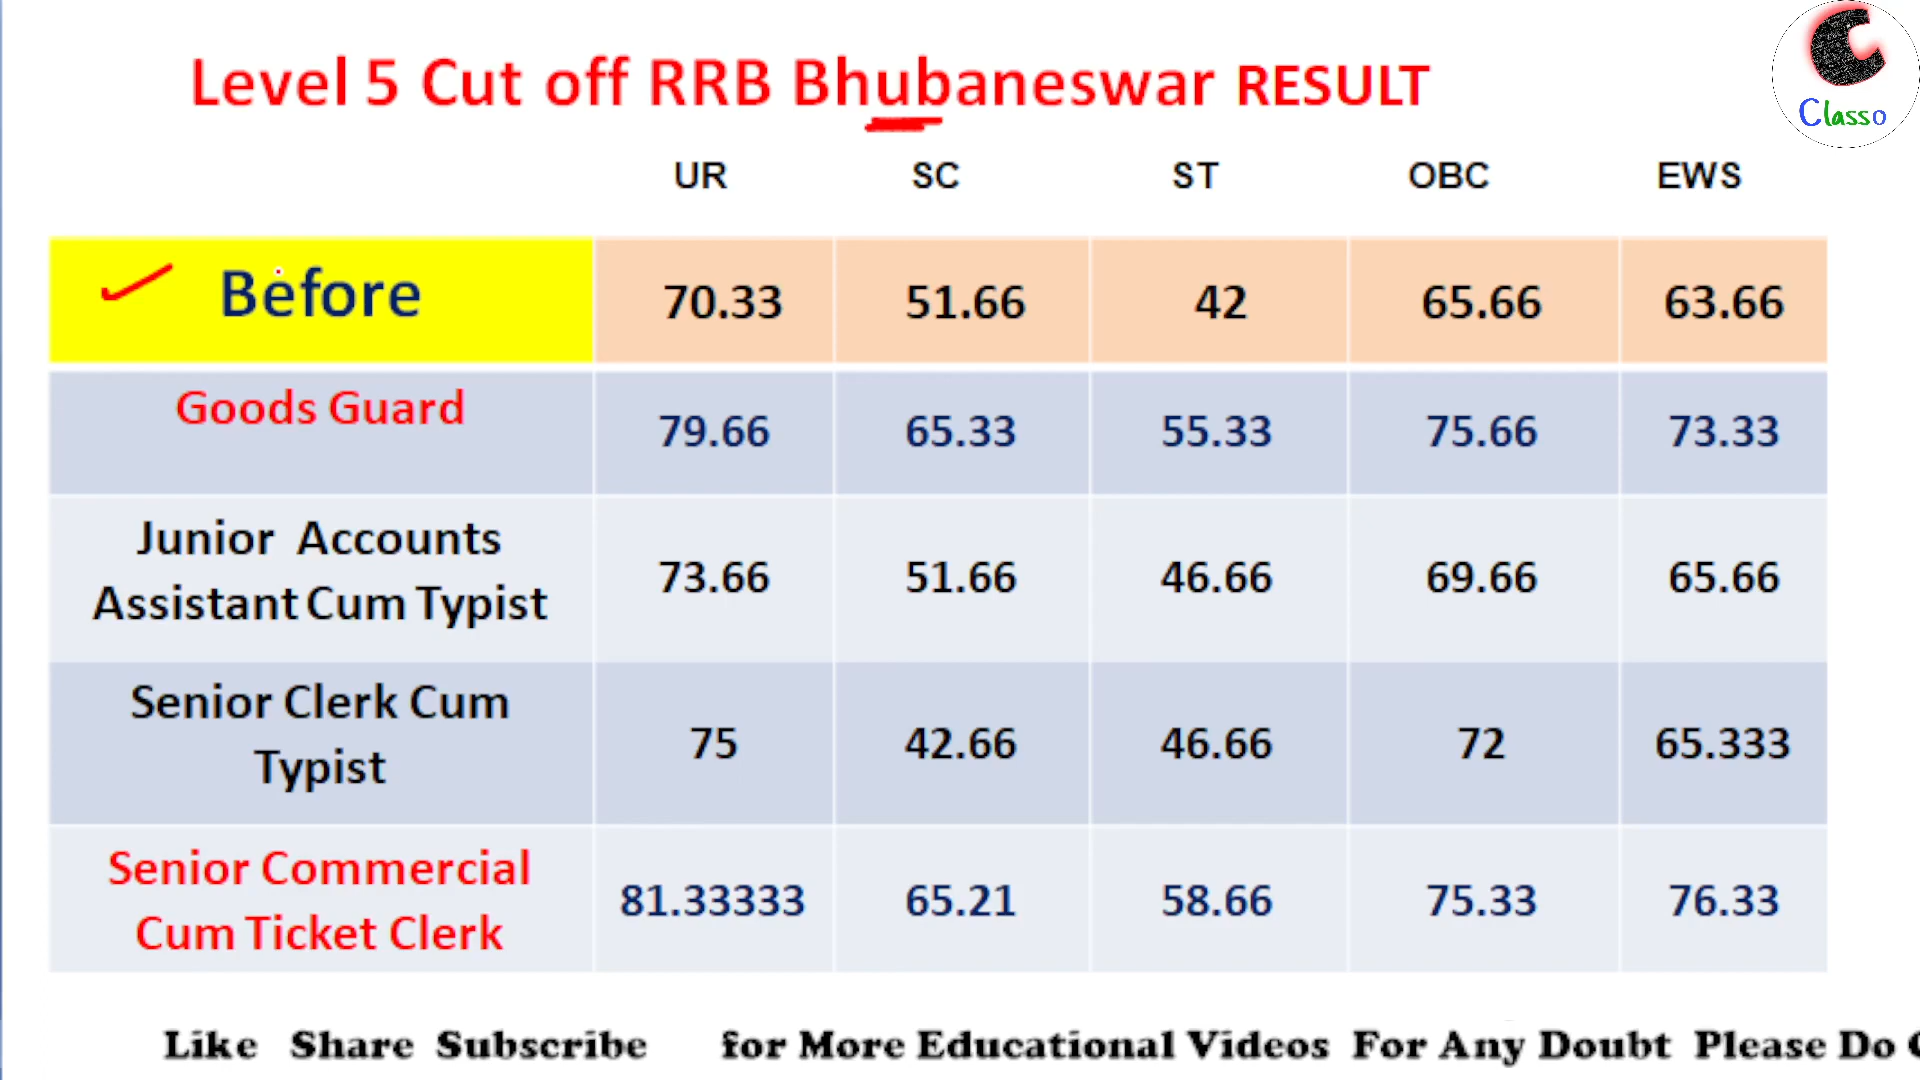 Level 5 Cut off RRB Bhubaneswar RESULT
Classo
UR SC ST OBC EWS
Before 70.33 51.66 42 65.66 63.66
Goods Guard 79.66 65.33 55.33 75.66 73.33
Junior Accounts
Assistant Cum Typist 73.66 51.66 46.66 69.66 65.66
Senior Clerk Cum
Typist 75 42.66 46.66 72 65.333
Senior Commercial
Cum Ticket Clerk 81.33333 65.21 58.66 75.33 76.33
Like Share Subscribe for More Educational Videos For Any Doubt Please Do